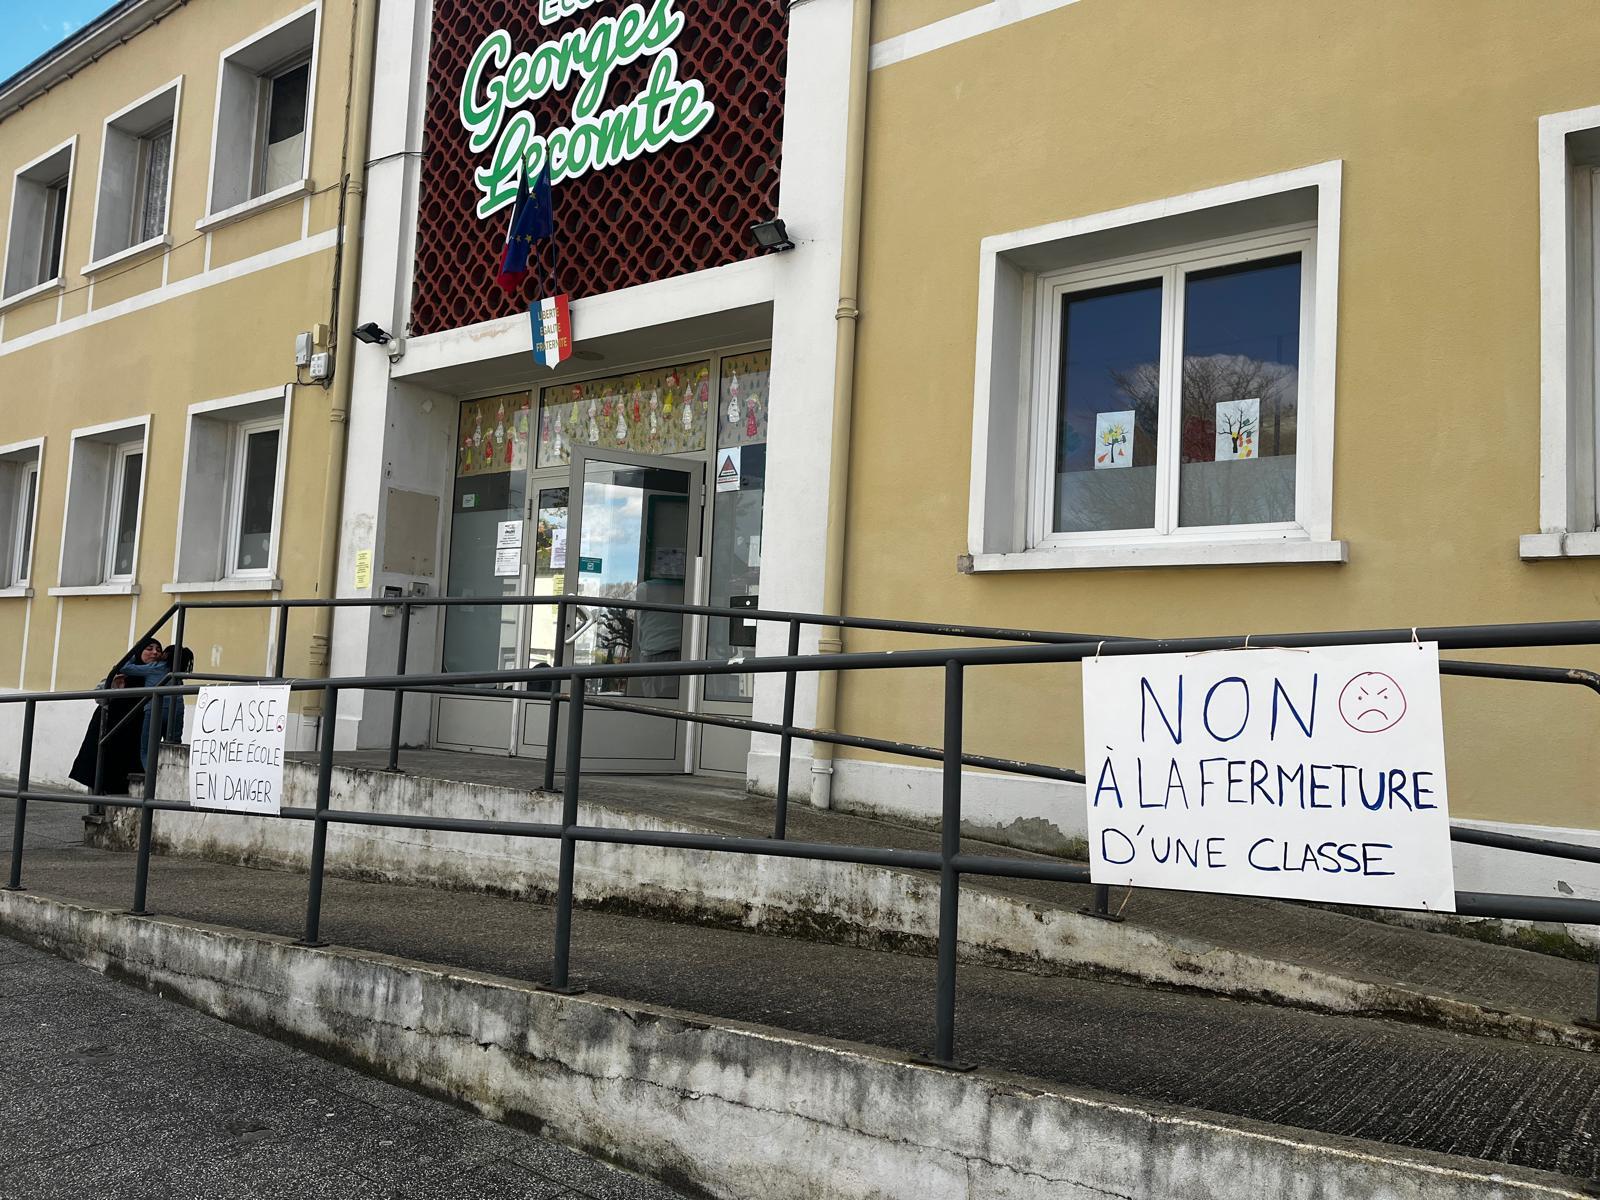 Georges
Lecomte
LIBERTÉ
ÉGALITÉ
FRATERNITÉ
CLASSE
FERMÉE ÉCOLE
EN DANGER
NON
À LA FERMETURE
D'UNE CLASSE